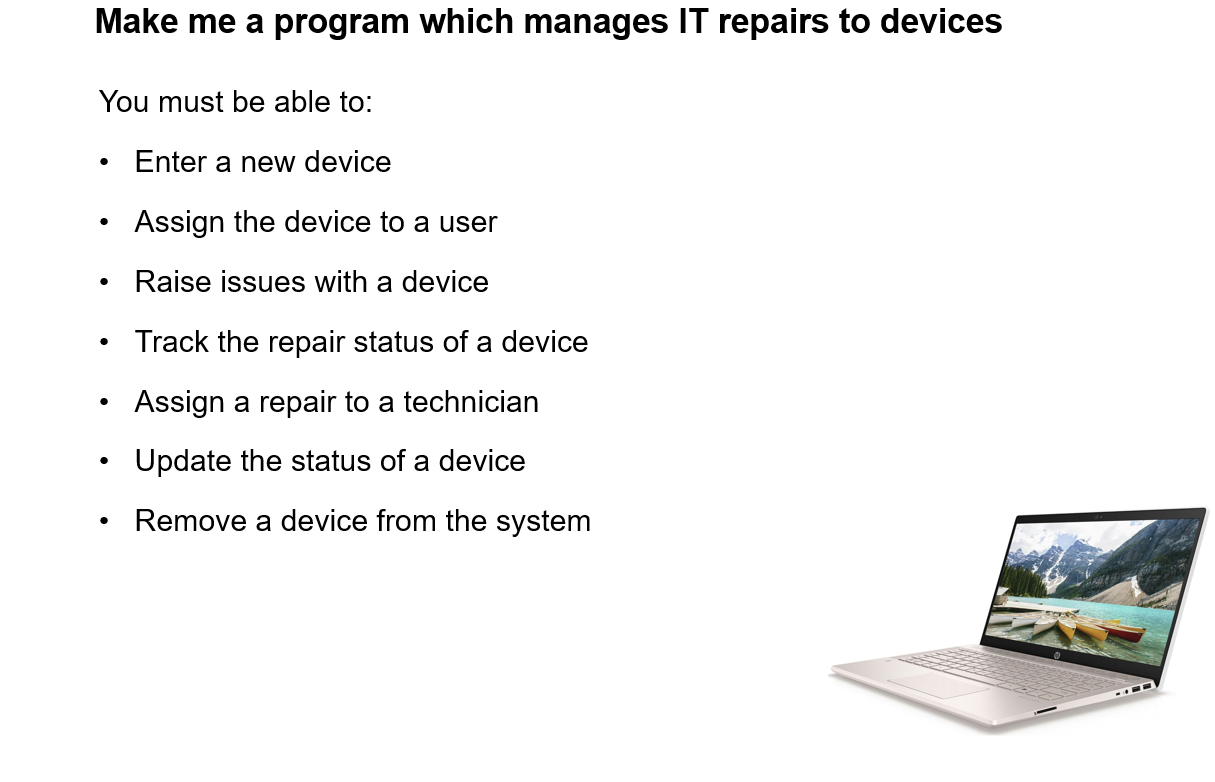 Make me a program which manages IT repairs to devices
You must be able to:
• Enter a new device
• Assign the device to a user
• Raise issues with a device
• Track the repair status of a device
• Assign a repair to a technician
• Update the status of a device
• Remove a device from the system
hp